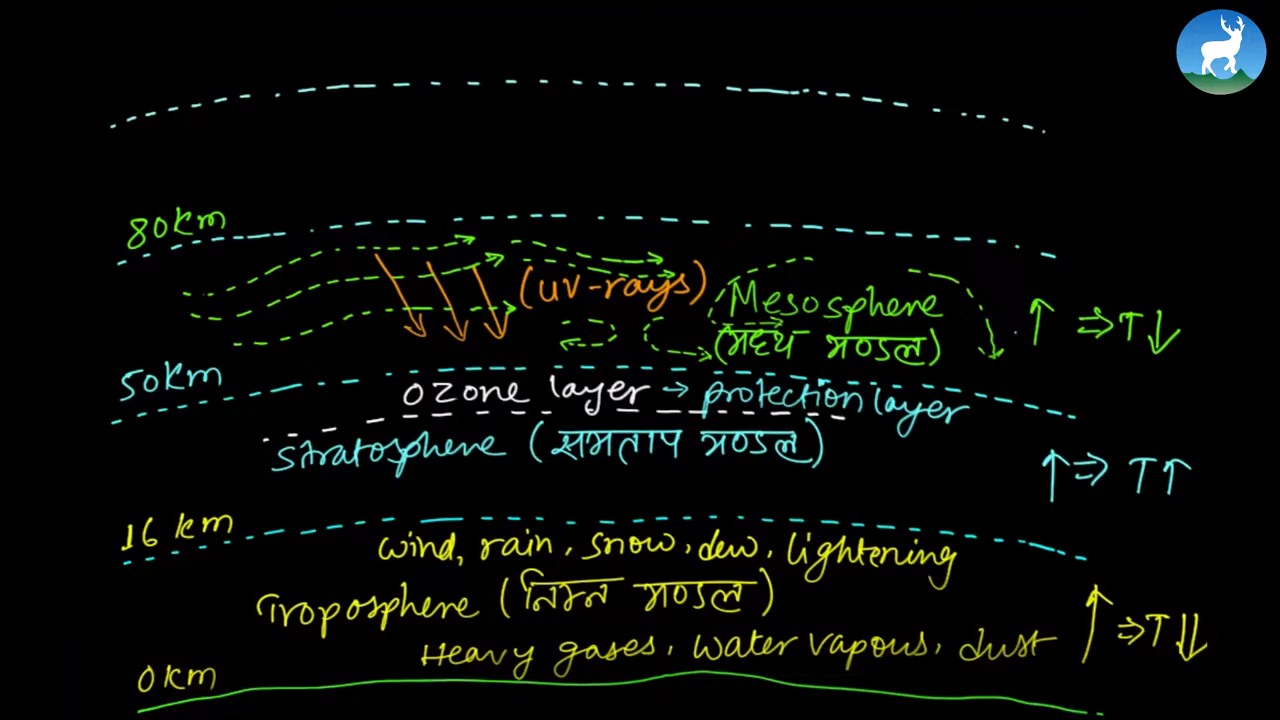 80km
(uv-rays)
Mesosphere
(मध्य मण्डल)
↑ ⇒ T↓
50km
ozone layer → protection layer
stratosphere (समताप मण्डल)
↑ ⇒ T↑
16 km
wind, rain, snow, dew, lightening
Troposphere (निम्न मण्डल)
↑ ⇒ T↓↓
Heavy gases, water vapous, dust
0km